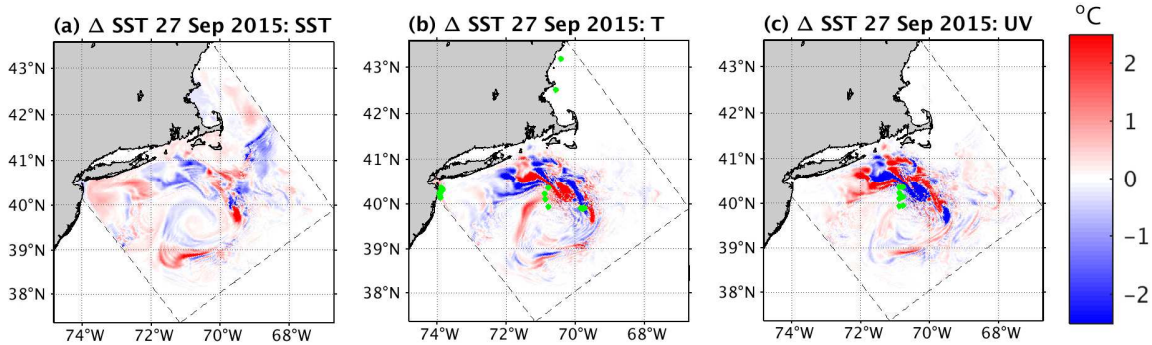 (a) Δ SST 27 Sep 2015: SST
(b) Δ SST 27 Sep 2015: T
(c) Δ SST 27 Sep 2015: UV
°C
43°N
42°N
41°N
40°N
39°N
38°N
74°W
72°W
70°W
68°W
43°N
42°N
41°N
40°N
39°N
38°N
74°W
72°W
70°W
68°W
43°N
42°N
41°N
40°N
39°N
38°N
74°W
72°W
70°W
68°W
2
1
0
−1
−2